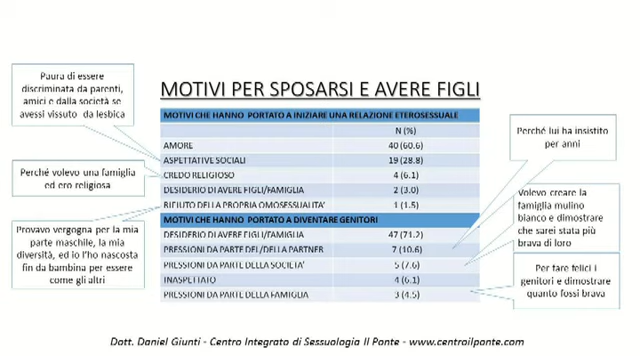 MOTIVI PER SPOSARSI E AVERE FIGLI
Paura di essere
discriminata da parenti,
amici e dalla società se
avessi vissuto da lesbica
Perché volevo una famiglia
ed ero religiosa
Provavo vergogna per la mia
parte maschile, la mia
diversità, ed io l'ho nascosta
fin da bambina per essere
come gli altri
MOTIVI CHE HANNO PORTATO A INIZIARE UNA RELAZIONE ETEROSESSUALE
N (%)
AMORE 40 (60.6)
ASPETTATIVE SOCIALI 19 (28.8)
CREDO RELIGIOSO 4 (6.1)
DESIDERIO DI AVERE FIGLI/FAMIGLIA 2 (3.0)
RIFIUTO DELLA PROPRIA OMOSESSUALITA' 1 (1.5)
MOTIVI CHE HANNO PORTATO A DIVENTARE GENITORI
DESIDERIO DI AVERE FIGLI/FAMIGLIA 47 (71.2)
PRESSIONI DA PARTE DEL/DELLA PARTNER 7 (10.6)
PRESSIONI DA PARTE DELLA SOCIETA' 5 (7.6)
INASPETTATO 4 (6.1)
PRESSIONI DA PARTE DELLA FAMIGLIA 3 (4.5)
Perché lui ha insistito
per anni
Volevo creare la
famiglia mulino
bianco e dimostrare
che sarei stata più
brava di loro
Per fare felici i
genitori e dimostrare
quanto fossi brava
Dott. Daniel Giunti - Centro Integrato di Sessuologia Il Ponte - www.centroilponte.com